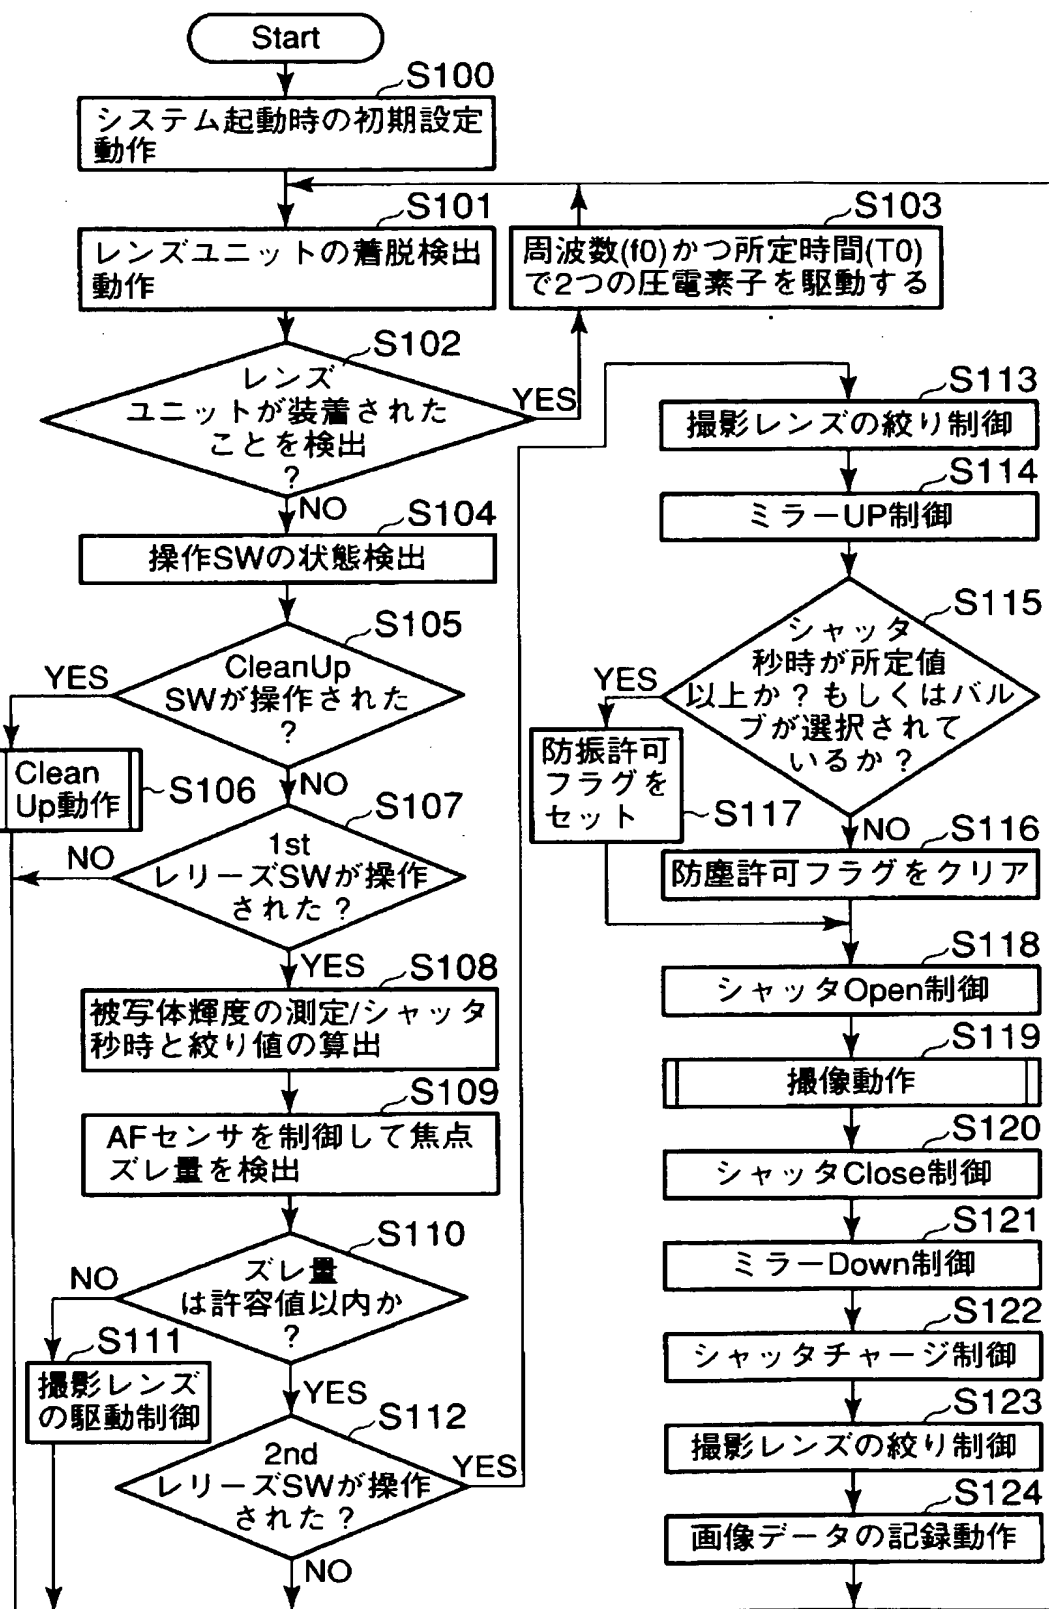 Start
S100
システム起動時の初期設定
動作
S101
レンズユニットの着脱検出
動作
S103
周波数(f0)かつ所定時間(T0)
で2つの圧電素子を駆動する
S102
レンズ
ユニットが装着された
ことを検出
?
YES
NO
S104
操作SWの状態検出
S105
CleanUp
SWが操作された
?
YES
NO
Clean
Up動作
S106
S107
1st
レリーズSWが操作
された?
NO
YES
S108
被写体輝度の測定/シャッタ
秒時と絞り値の算出
S109
AFセンサを制御して焦点
ズレ量を検出
S110
ズレ量
は許容値以内か
?
NO
YES
S111
撮影レンズ
の駆動制御
S112
2nd
レリーズSWが操作
された?
YES
NO
S113
撮影レンズの絞り制御
S114
ミラーUP制御
S115
シャッタ
秒時が所定値
以上か?もしくはバル
ブが選択されて
いるか?
YES
NO
防振許可
フラグを
セット
S117
S116
防塵許可フラグをクリア
S118
シャッタOpen制御
S119
撮像動作
S120
シャッタClose制御
S121
ミラーDown制御
S122
シャッタチャージ制御
S123
撮影レンズの絞り制御
S124
画像データの記録動作